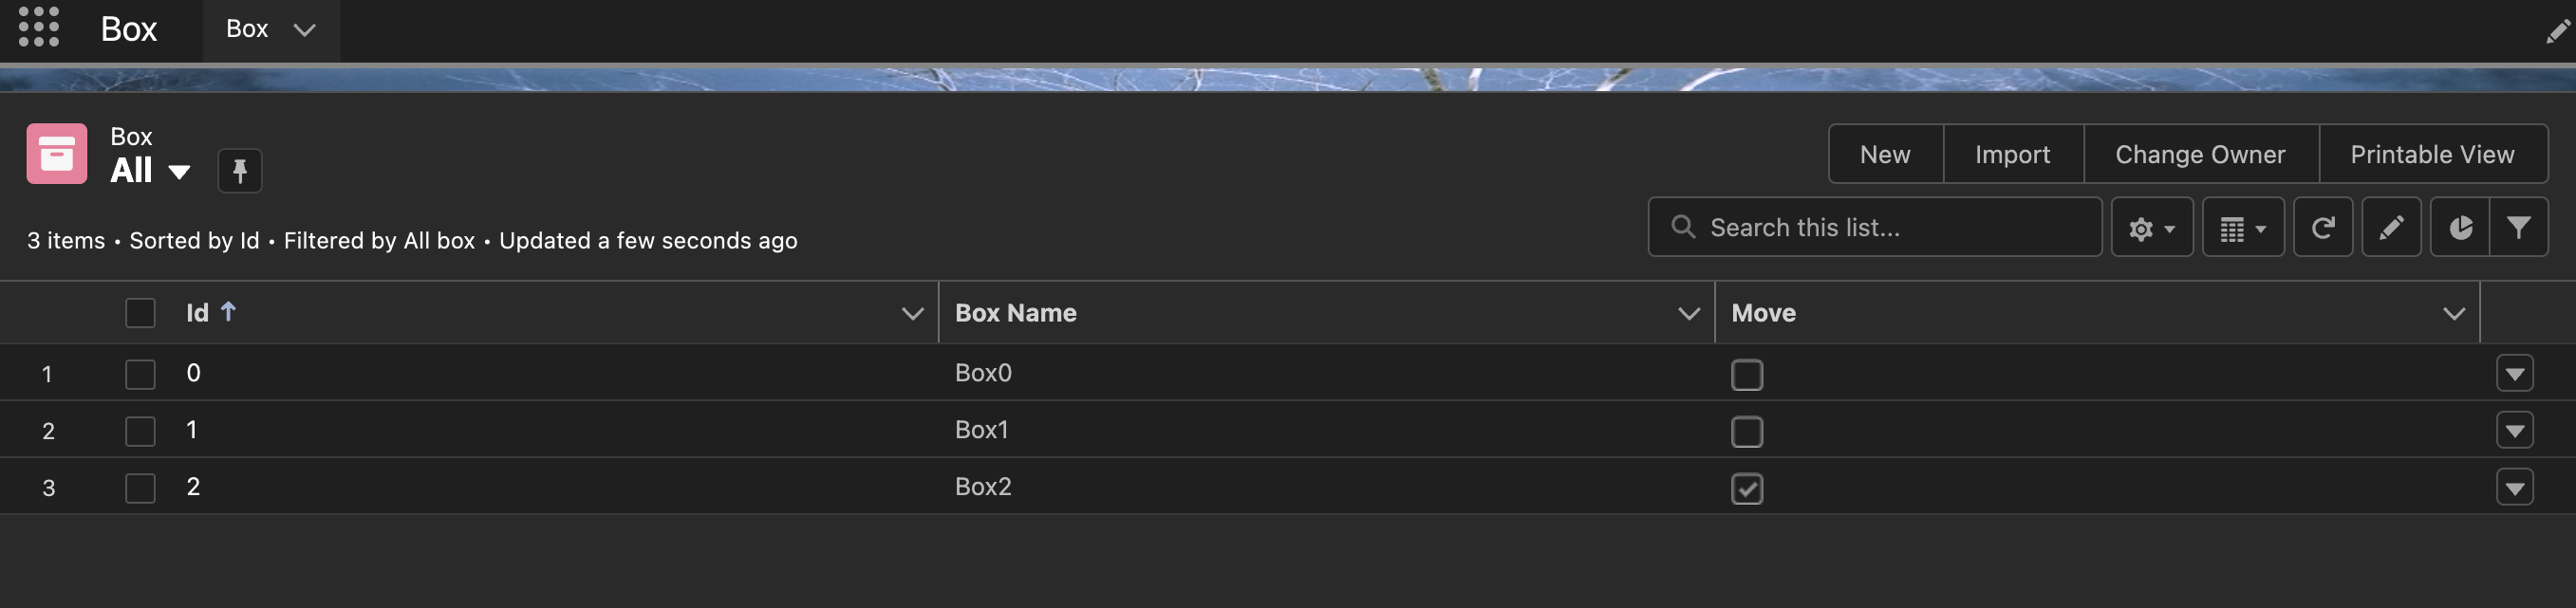 Box Box
Box
All
New Import Change Owner Printable View
3 items • Sorted by Id • Filtered by All box • Updated a few seconds ago
Search this list...
Id Box Name Move
1 0 Box0
2 1 Box1
3 2 Box2